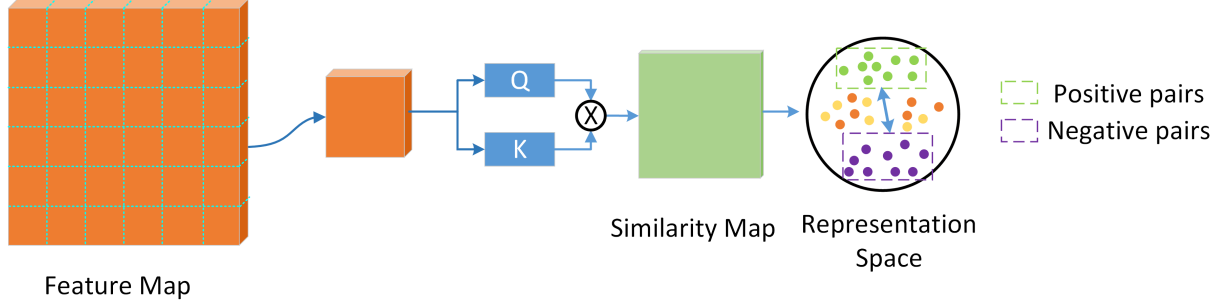 Q
K
X
Positive pairs
Negative pairs
Similarity Map
Representation
Space
Feature Map